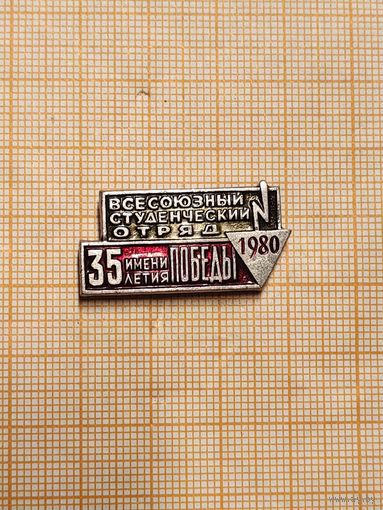 ВСЕСОЮЗНЫЙ
СТУДЕНЧЕСКИЙ
ОТРЯД
1980
35 ИМЕНИ ЛЕТИЯ ПОБЕДЫ